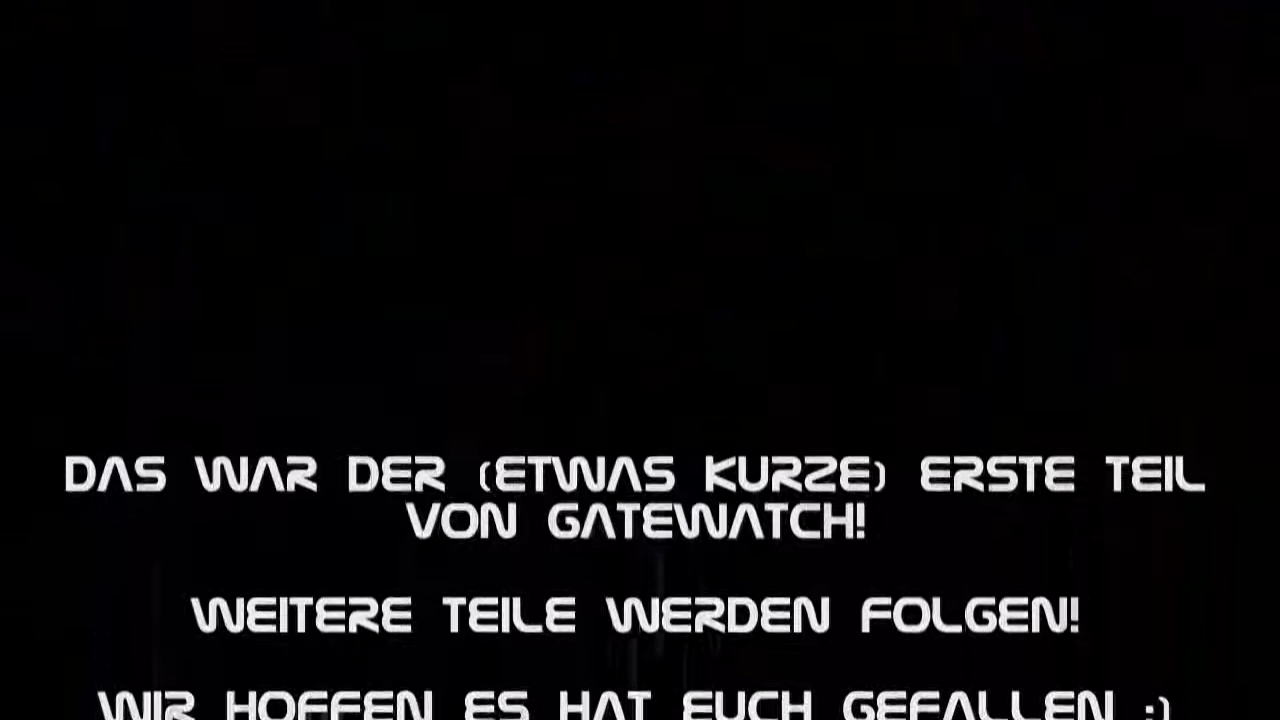 DAS WAR DER (ETWAS KURZE) ERSTE TEIL
VON GATEWATCH!
WEITERE TEILE WERDEN FOLGEN!
WIR HOFFEN ES HAT EUCH GEFALLEN :)